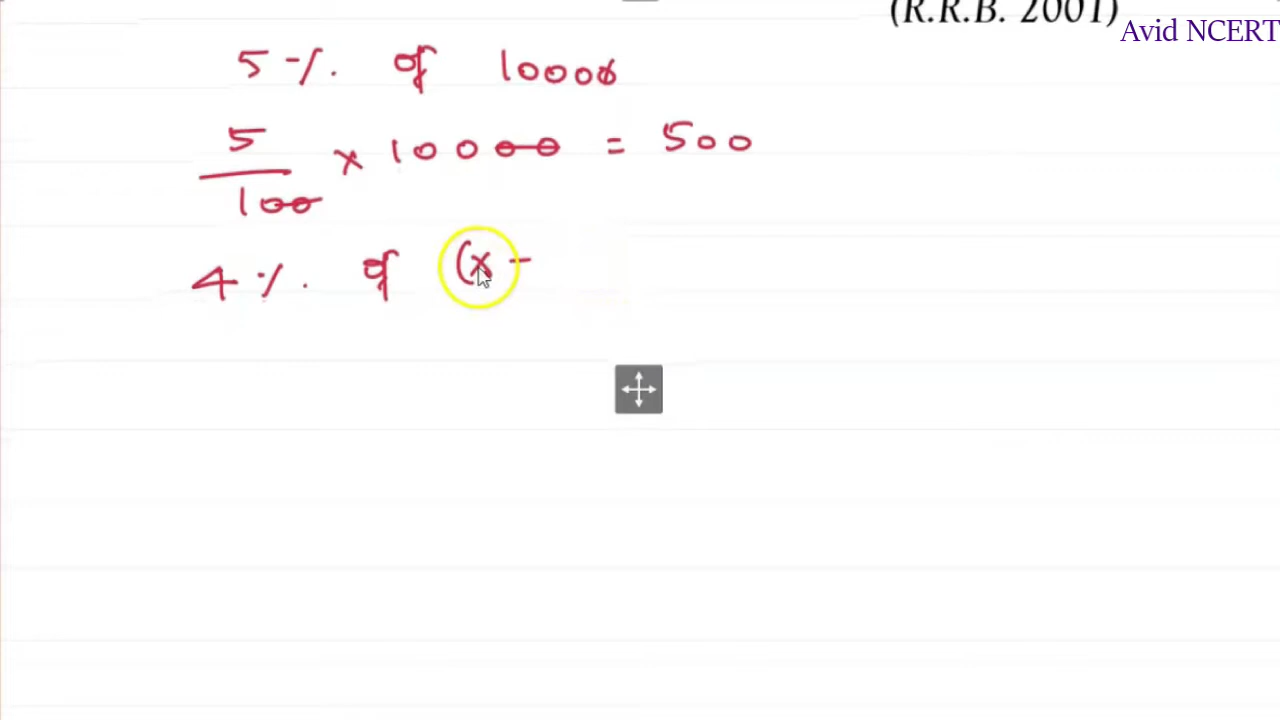 (R.R.B. 2001)
Avid NCERT
5 % of 10000
5
100
× 10000 = 500
4 % of (x -